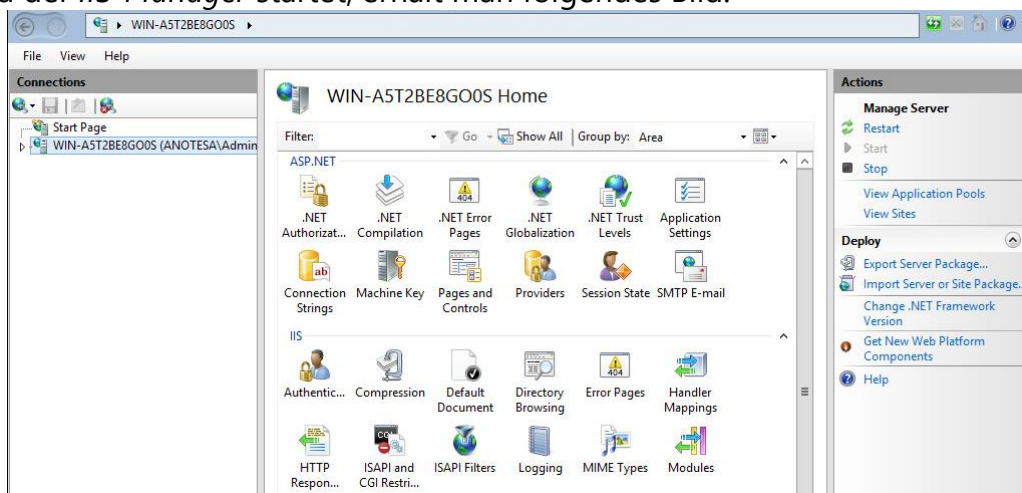 der IIS-Manager startet, erhält man folgendes Bild:
WIN-A5T2BE8GO0S
File View Help
Connections
Start Page
WIN-A5T2BE8GO0S (ANOTESA\Admin
WIN-A5T2BE8GO0S Home
Filter: Go Show All Group by: Area
ASP.NET
.NET Authorizat...
.NET Compilation
.NET Error Pages
.NET Globalization
.NET Trust Levels
Application Settings
Connection Strings
Machine Key
Pages and Controls
Providers
Session State
SMTP E-mail
IIS
Authentic...
Compression
Default Document
Directory Browsing
Error Pages
Handler Mappings
HTTP Respon...
ISAPI and CGI Restri...
ISAPI Filters
Logging
MIME Types
Modules
Actions
Manage Server
Restart
Start
Stop
View Application Pools
View Sites
Deploy
Export Server Package...
Import Server or Site Package.
Change .NET Framework
Version
Get New Web Platform
Components
Help